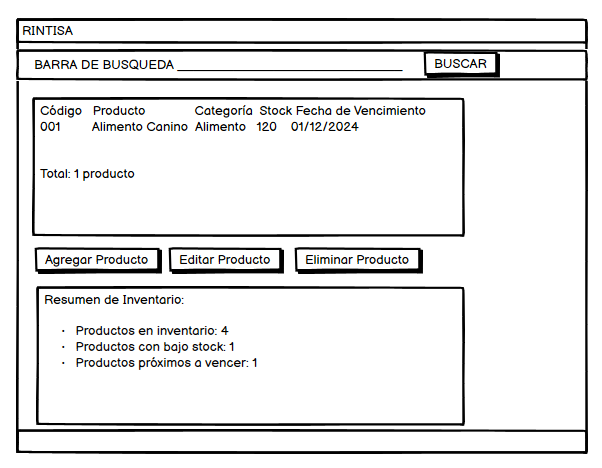 RINTISA
BARRA DE BUSQUEDA ________________________________ BUSCAR
Código Producto Categoría Stock Fecha de Vencimiento
001 Alimento Canino Alimento 120 01/12/2024
Total: 1 producto
Agregar Producto Editar Producto Eliminar Producto
Resumen de Inventario:
· Productos en inventario: 4
· Productos con bajo stock: 1
· Productos próximos a vencer: 1